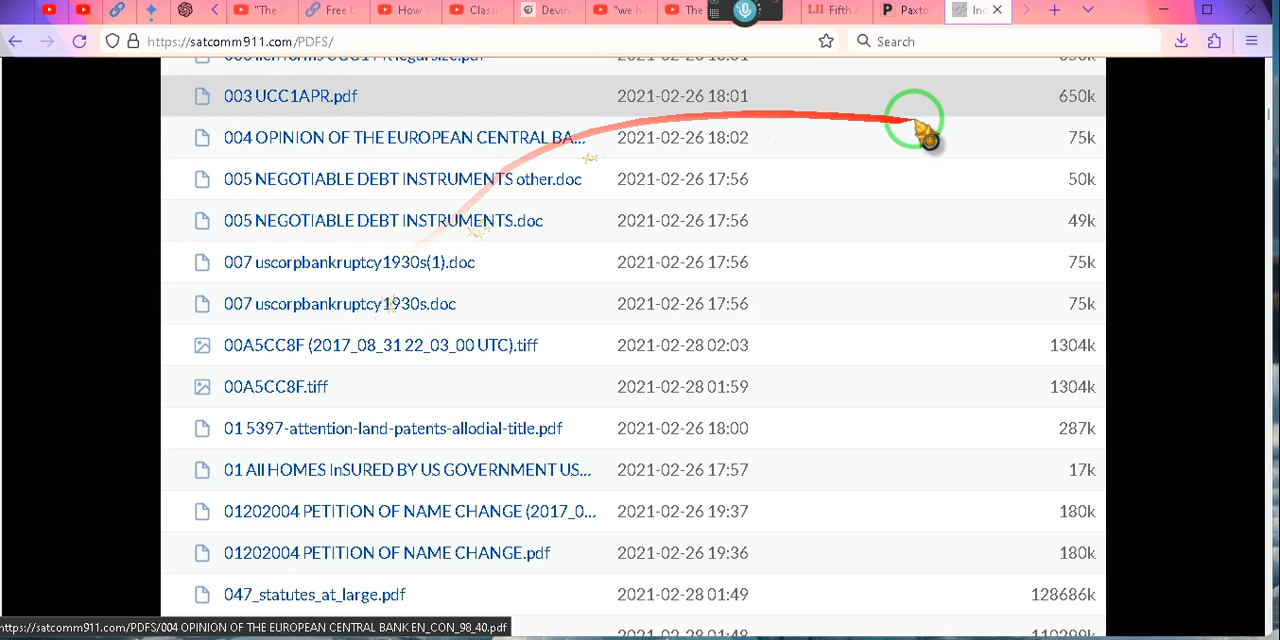 "The
Free L
How
Class
Devin
"we h
The
LII Fifth
Paxto
Inc
https://satcomm911.com/PDFS/
Search
003 UCC1APR.pdf 2021-02-26 18:01 650k
004 OPINION OF THE EUROPEAN CENTRAL BA... 2021-02-26 18:02 75k
005 NEGOTIABLE DEBT INSTRUMENTS other.doc 2021-02-26 17:56 50k
005 NEGOTIABLE DEBT INSTRUMENTS.doc 2021-02-26 17:56 49k
007 uscorpbankruptcy1930s(1).doc 2021-02-26 17:56 75k
007 uscorpbankruptcy1930s.doc 2021-02-26 17:56 75k
00A5CC8F (2017_08_31 22_03_00 UTC).tiff 2021-02-28 02:03 1304k
00A5CC8F.tiff 2021-02-28 01:59 1304k
01 5397-attention-land-patents-allodial-title.pdf 2021-02-26 18:00 287k
01 All HOMES InSURED BY US GOVERNMENT US... 2021-02-26 17:57 17k
01202004 PETITION OF NAME CHANGE (2017_0... 2021-02-26 19:37 180k
01202004 PETITION OF NAME CHANGE.pdf 2021-02-26 19:36 180k
047_statutes_at_large.pdf 2021-02-28 01:49 128686k
https://satcomm911.com/PDFS/004 OPINION OF THE EUROPEAN CENTRAL BANK EN_CON_98_40.pdf